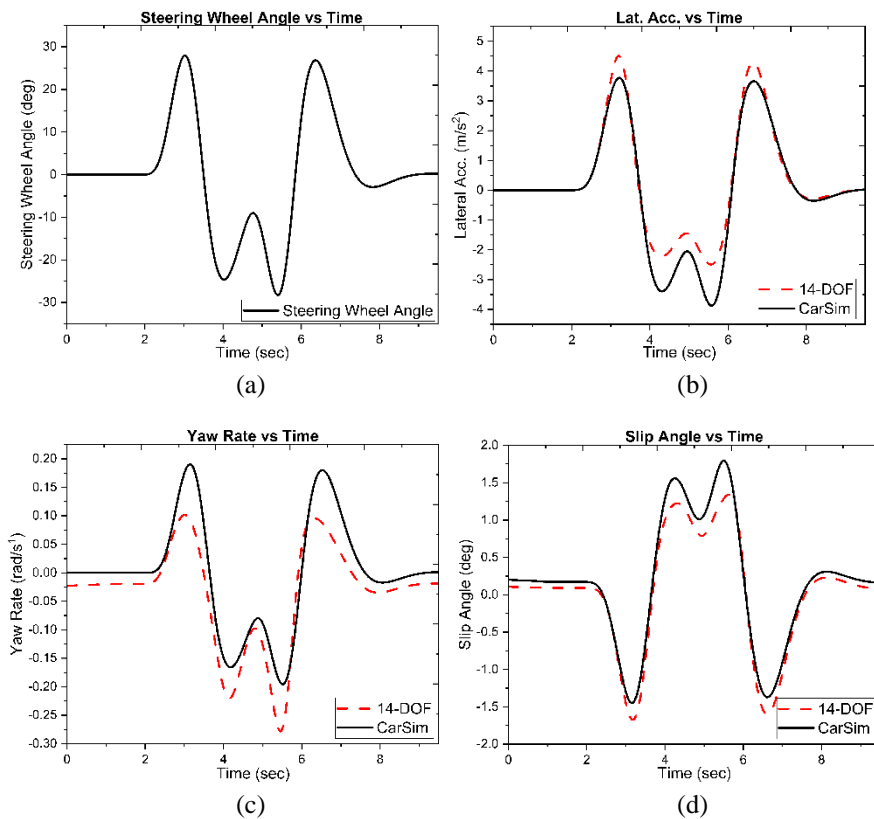 Steering Wheel Angle vs Time
Steering Wheel Angle (deg)
30
20
10
0
-10
-20
-30
Steering Wheel Angle
0 2 4 6 8
Time (sec)
(a)
Lat. Acc. vs Time
Lateral Acc. (m/s²)
5
4
3
2
1
0
-1
-2
-3
-4
14-DOF
CarSim
0 2 4 6 8
Time (sec)
(b)
Yaw Rate vs Time
Yaw Rate (rad/s¹)
0.20
0.15
0.10
0.05
0.00
-0.05
-0.10
-0.15
-0.20
-0.25
-0.30
14-DOF
CarSim
0 2 4 6 8
Time (sec)
(c)
Slip Angle vs Time
Slip Angle (deg)
2.0
1.5
1.0
0.5
0.0
-0.5
-1.0
-1.5
-2.0
14-DOF
CarSim
0 2 4 6 8
Time (sec)
(d)